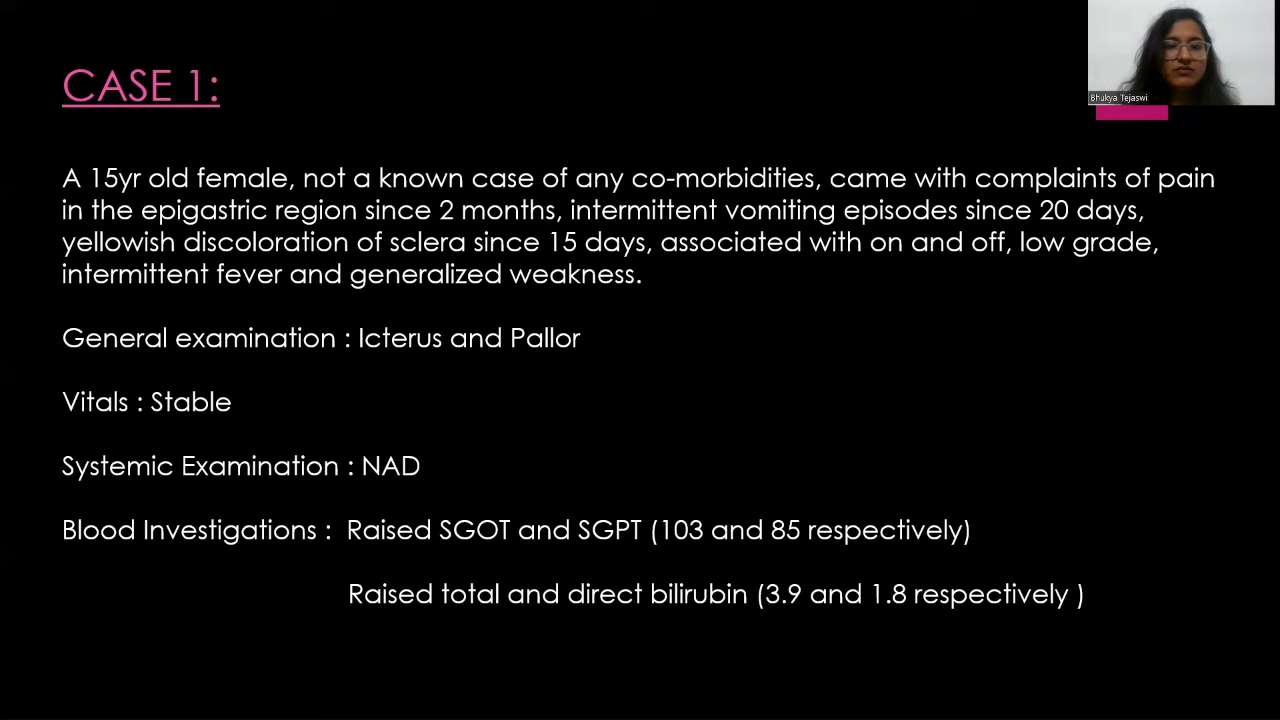 CASE 1:
Bhukya Tejaswi
A 15yr old female, not a known case of any co-morbidities, came with complaints of pain
in the epigastric region since 2 months, intermittent vomiting episodes since 20 days,
yellowish discoloration of sclera since 15 days, associated with on and off, low grade,
intermittent fever and generalized weakness.
General examination : Icterus and Pallor
Vitals : Stable
Systemic Examination : NAD
Blood Investigations : Raised SGOT and SGPT (103 and 85 respectively)
Raised total and direct bilirubin (3.9 and 1.8 respectively )